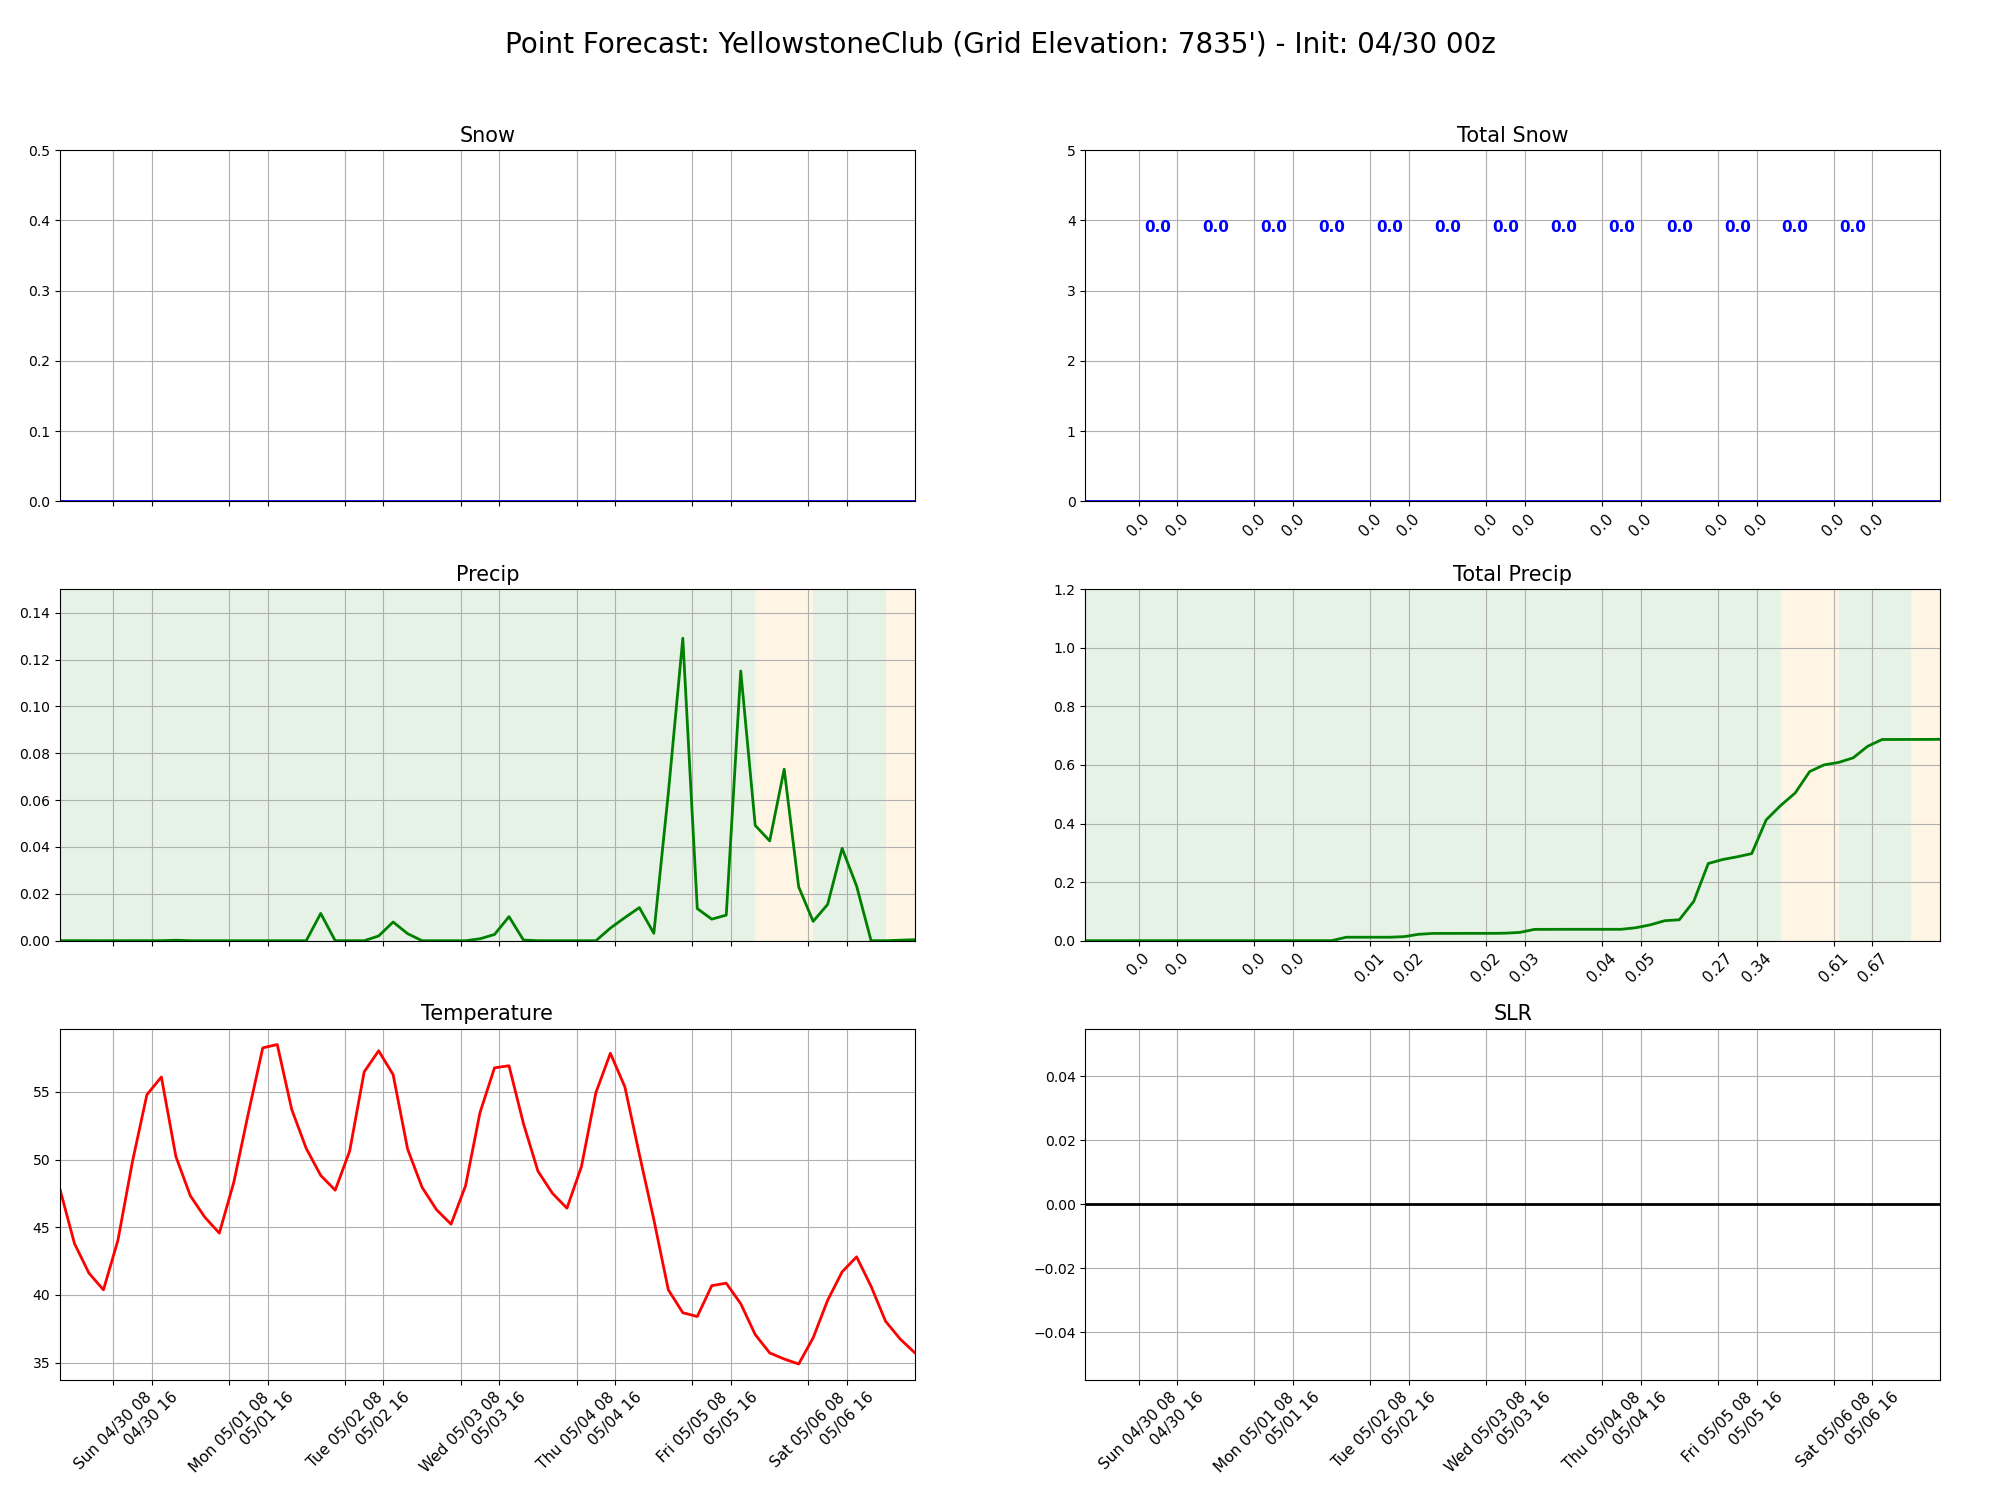 Point Forecast: YellowstoneClub (Grid Elevation: 7835') - Init: 04/30 00z
Snow
0.5
0.4
0.3
0.2
0.1
0.0
Total Snow
5
4
3
2
1
0
0.0 0.0 0.0 0.0 0.0 0.0 0.0 0.0 0.0 0.0 0.0 0.0 0.0
0.0 0.0 0.0 0.0 0.0 0.0 0.0 0.0 0.0 0.0 0.0 0.0 0.0 0.0
Precip
0.14
0.12
0.10
0.08
0.06
0.04
0.02
0.00
Total Precip
1.2
1.0
0.8
0.6
0.4
0.2
0.0
0.0 0.0 0.0 0.0 0.01 0.02 0.02 0.03 0.04 0.05 0.27 0.34 0.61 0.67
Temperature
55
50
45
40
35
Sun 04/30 08
04/30 16
Mon 05/01 08
05/01 16
Tue 05/02 08
05/02 16
Wed 05/03 08
05/03 16
Thu 05/04 08
05/04 16
Fri 05/05 08
05/05 16
Sat 05/06 08
05/06 16
SLR
0.04
0.02
0.00
−0.02
−0.04
Sun 04/30 08
04/30 16
Mon 05/01 08
05/01 16
Tue 05/02 08
05/02 16
Wed 05/03 08
05/03 16
Thu 05/04 08
05/04 16
Fri 05/05 08
05/05 16
Sat 05/06 08
05/06 16